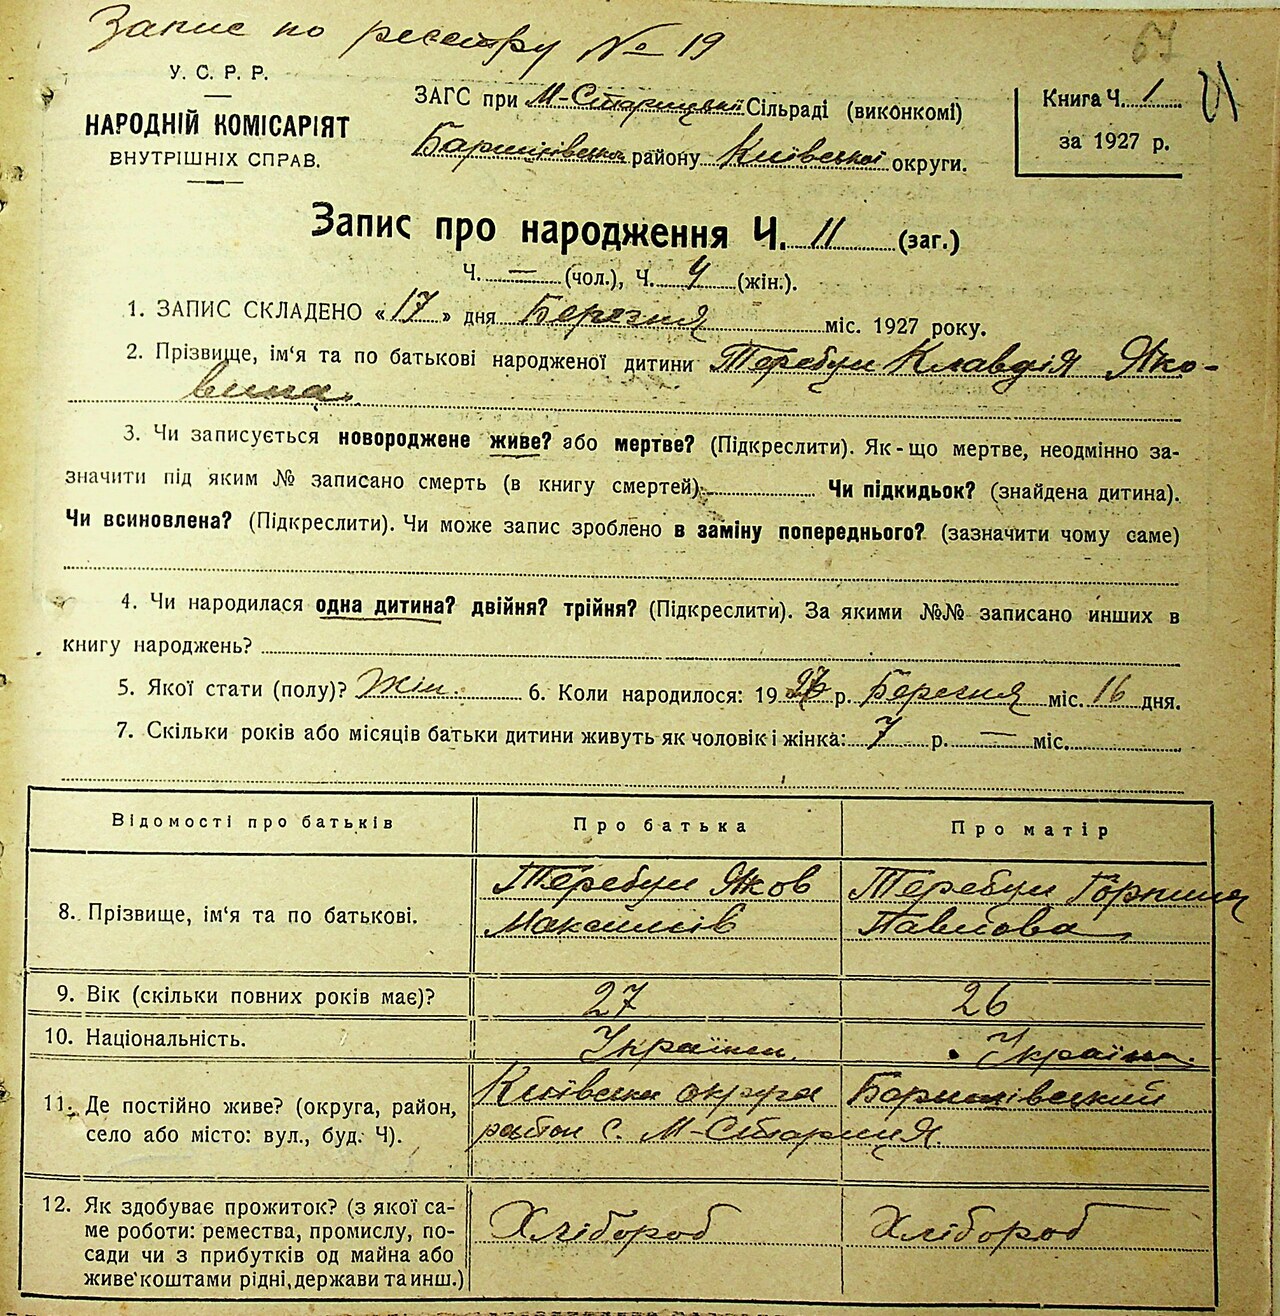 Запис по реєстру № 19
67
21
У. С. Р. Р.
НАРОДНІЙ КОМІСАРІЯТ
ВНУТРІШНІХ СПРАВ.
ЗАГС при М-Старицькій Сільраді (виконкомі)
Баришівського району Київської округи.
Книга Ч. 1
за 1927 р.
Запис про народження Ч. 11 (заг.)
Ч. — (чол.), Ч. 4 (жін.).
1. ЗАПИС СКЛАДЕНО «17» дня Березня міс. 1927 року.
2. Прізвище, ім‘я та по батькові народженої дитини Теребун Клавдія Яко-
вина
3. Чи записується новороджене живе? або мертве? (Підкреслити). Як-що мертве, неодмінно за-
значити під яким № записано смерть (в книгу смертей) Чи підкидьок? (знайдена дитина).
Чи всиновлена? (Підкреслити). Чи може запис зроблено в заміну попереднього? (зазначити чому саме)
4. Чи народилася одна дитина? двійня? трійня? (Підкреслити). За якими №№ записано инших в
книгу народжень?
5. Якої стати (полу)? Жін. 6. Коли народилося: 1927 р. Березня міс. 16 дня.
7. Скільки років або місяців батьки дитини живуть як чоловік і жінка: 7 р. — міс.
Відомості про батьків Про батька Про матір
8. Прізвище, ім‘я та по батькові. Теребун Яков Теребун Горпина
Максимів Павлова
9. Вік (скільки повних років має)? 27 26
10. Національність. Українец. Україн.
11. Де постійно живе? (округа, район, Київська округа Баришівський
село або місто: вул., буд. Ч). район с. М-Стариця.
12. Як здобуває прожиток? (з якої са- Хлібороб Хлібороб
ме роботи: ремества, промислу, по-
сади чи з прибутків од майна або
живе коштами рідні, держави та инш.)